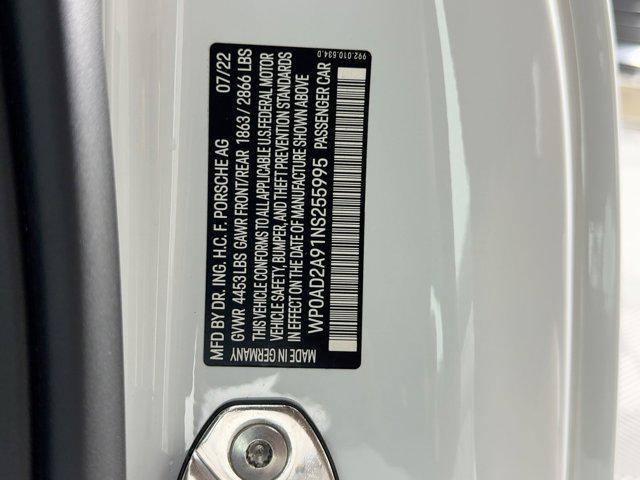 MFD BY DR. ING. H.C. F. PORSCHE AG 07/22
GVWR 4453 LBS GAWR FRONT/REAR 1863 / 2866 LBS
THIS VEHICLE CONFORMS TO ALL APPLICABLE U.S. FEDERAL MOTOR
VEHICLE SAFETY, BUMPER, AND THEFT PREVENTION STANDARDS
IN EFFECT ON THE DATE OF MANUFACTURE SHOWN ABOVE
WP0AD2A91NS255995 PASSENGER CAR
MADE IN GERMANY 992.010.534.0